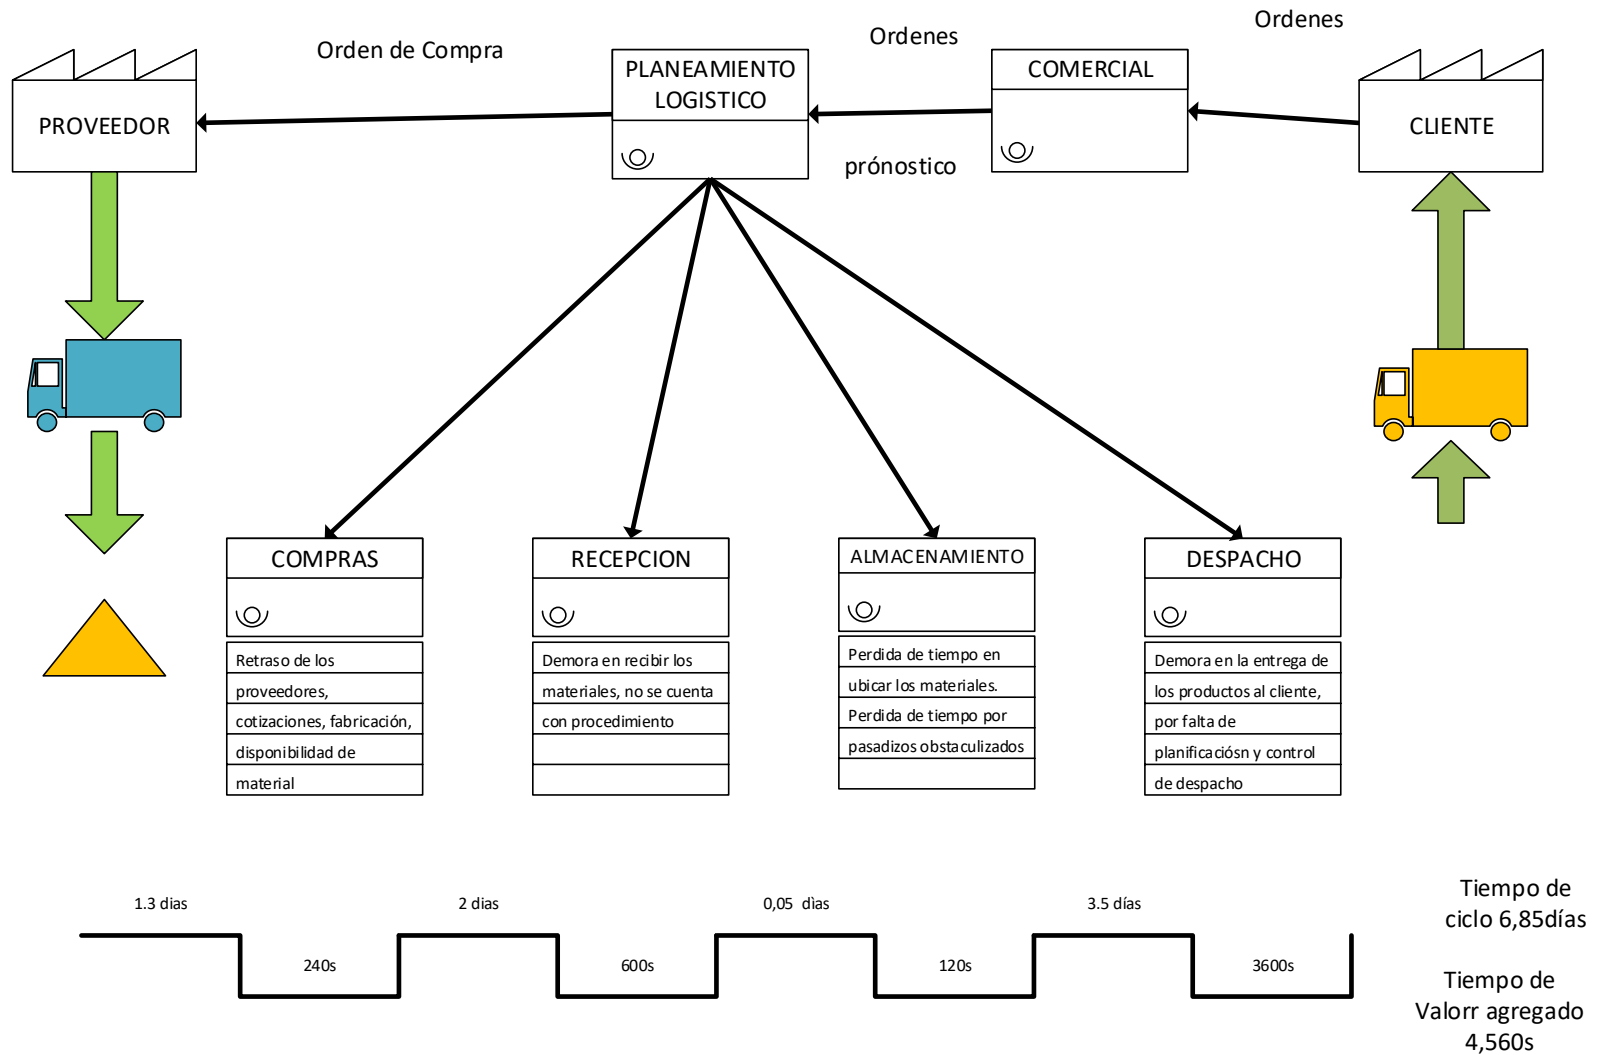 Ordenes
Orden de Compra
Ordenes
PROVEEDOR
PLANEAMIENTO
LOGISTICO
COMERCIAL
CLIENTE
prónostico
COMPRAS
Retraso de los
proveedores,
cotizaciones, fabricación,
disponibilidad de
material
RECEPCION
Demora en recibir los
materiales, no se cuenta
con procedimiento
ALMACENAMIENTO
Perdida de tiempo en
ubicar los materiales.
Perdida de tiempo por
pasadizos obstaculizados
DESPACHO
Demora en la entrega de
los productos al cliente,
por falta de
planificaciósn y control
de despacho
1.3 dias
2 dias
0,05 dìas
3.5 días
240s
600s
120s
3600s
Tiempo de
ciclo 6,85días
Tiempo de
Valorr agregado
4,560s